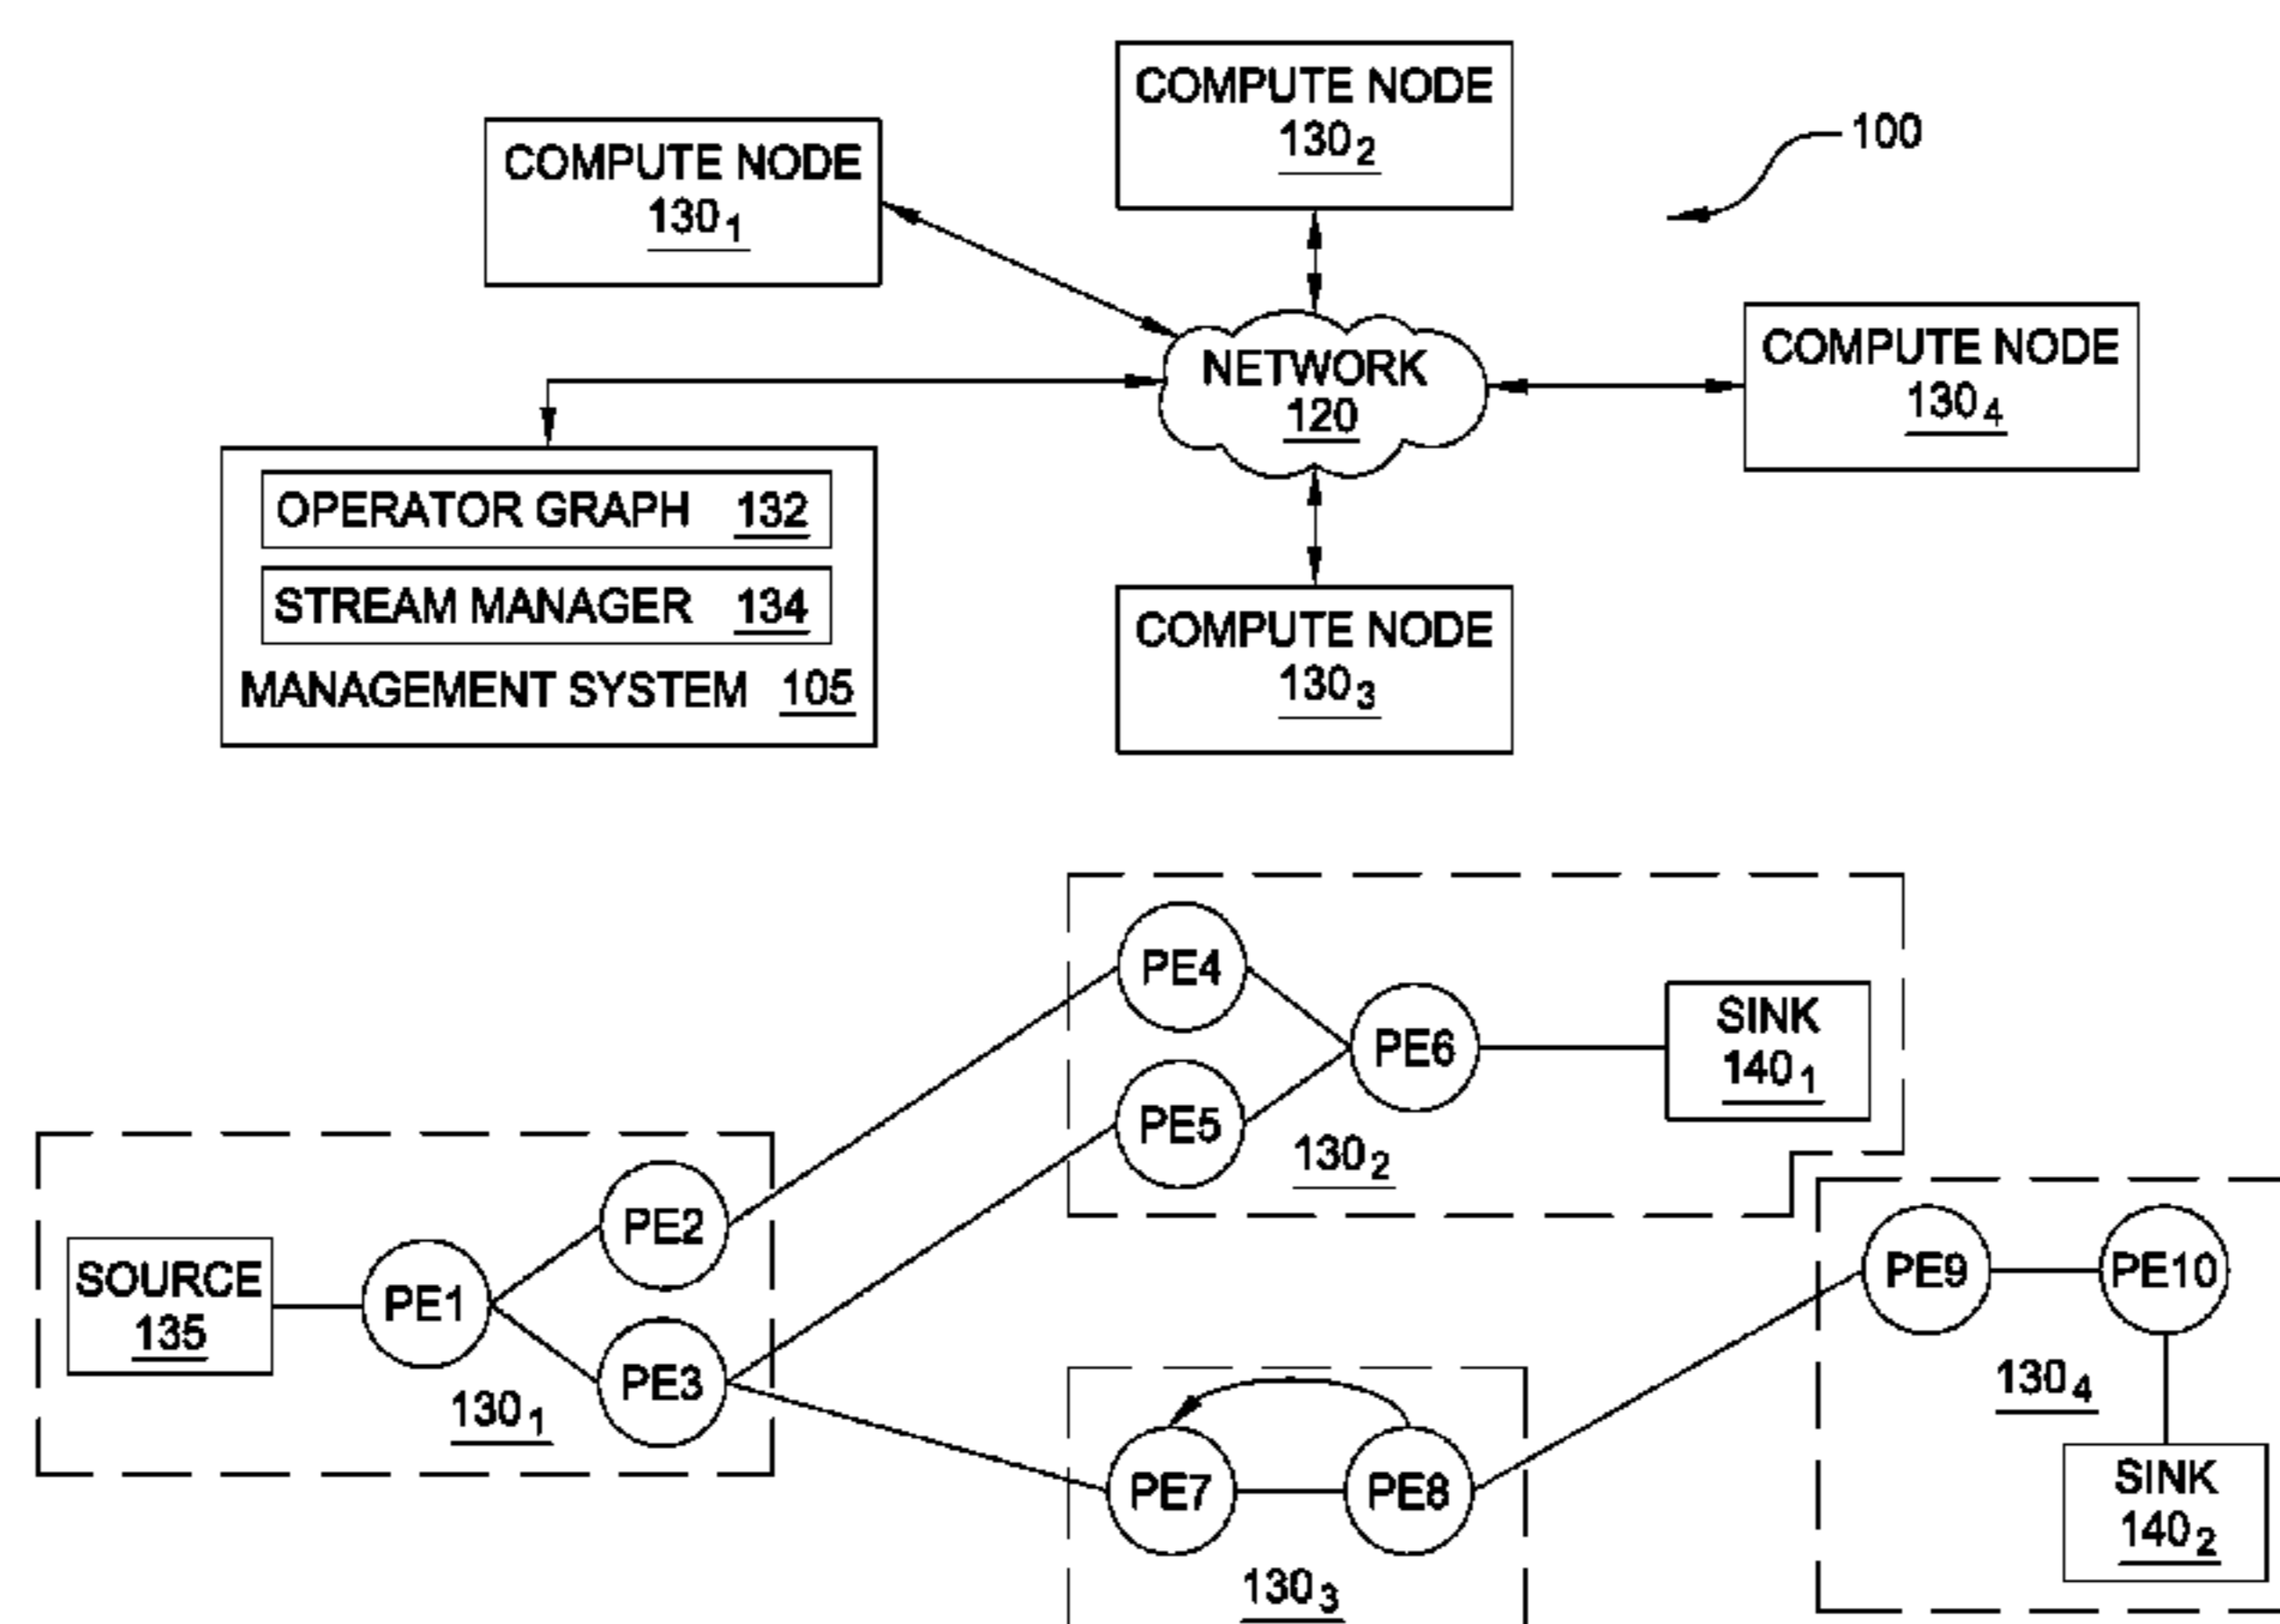 COMPUTE NODE
130₂
COMPUTE NODE
130₁
100
NETWORK
120
COMPUTE NODE
130₄
OPERATOR GRAPH 132
STREAM MANAGER 134
MANAGEMENT SYSTEM 105
COMPUTE NODE
130₃
PE4
PE6
SINK
140₁
PE5
130₂
PE2
SOURCE
135
PE1
PE3
130₁
PE9
PE10
130₄
PE7
PE8
130₃
SINK
140₂